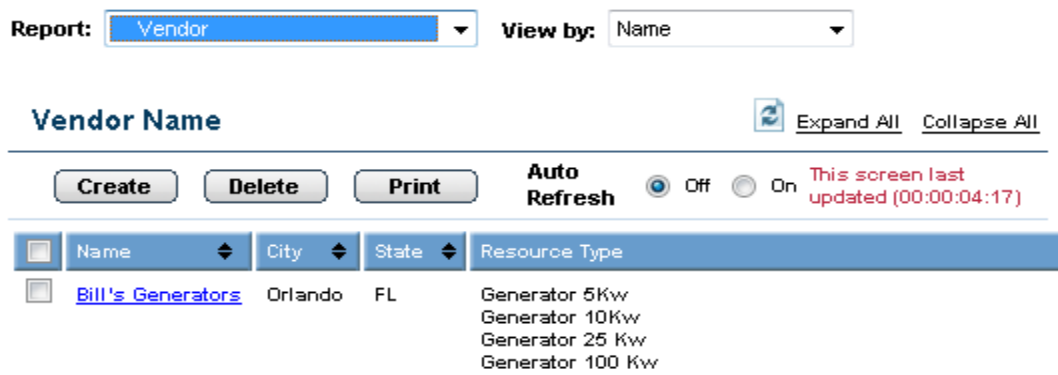 Report: Vendor View by: Name
Vendor Name Expand All Collapse All
Create Delete Print Auto Refresh Off On This screen last updated (00:00:04:17)
Name City State Resource Type
Bill's Generators Orlando FL Generator 5Kw
Generator 10Kw
Generator 25 Kw
Generator 100 Kw